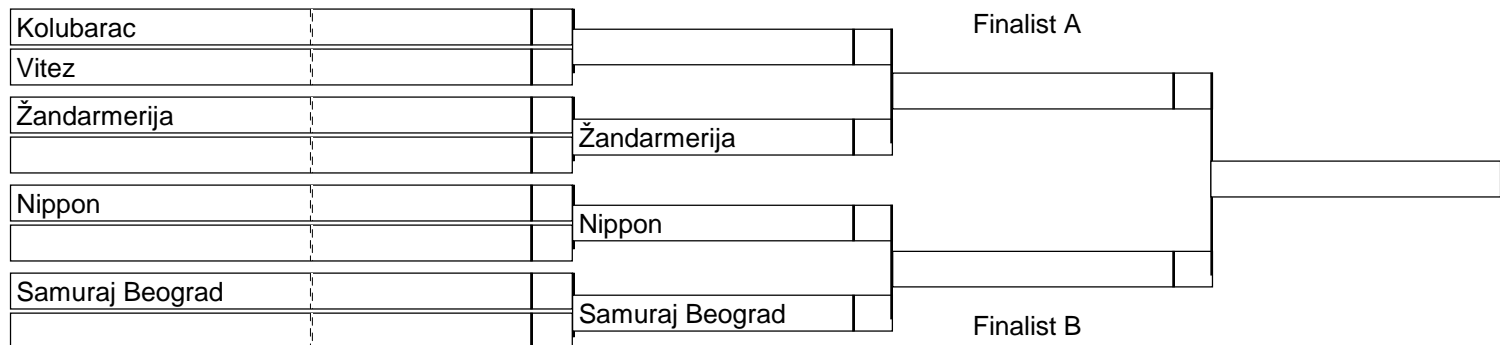 Kolubarac
Vitez
Žandarmerija
Nippon
Samuraj Beograd
Žandarmerija
Nippon
Samuraj Beograd
Finalist A
Finalist B